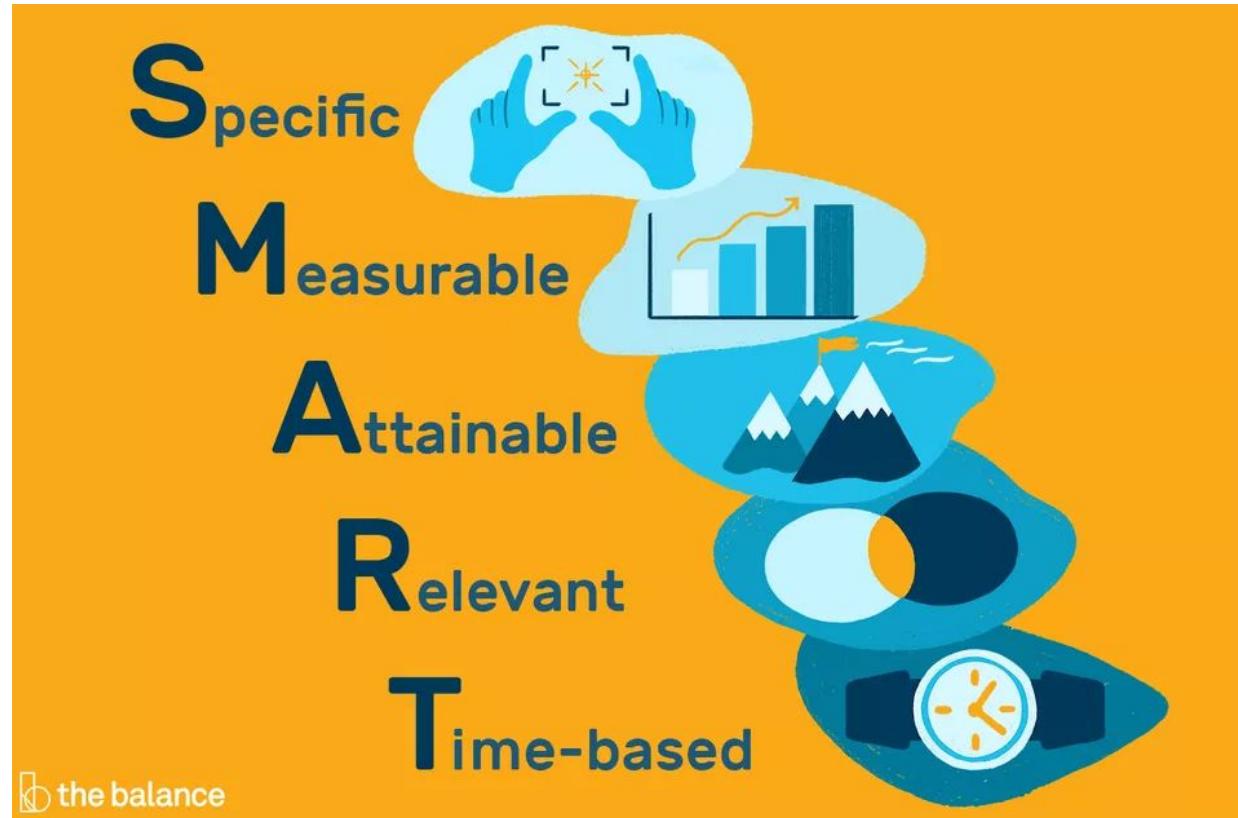 Specific
Measurable
Attainable
Relevant
Time-based
the balance